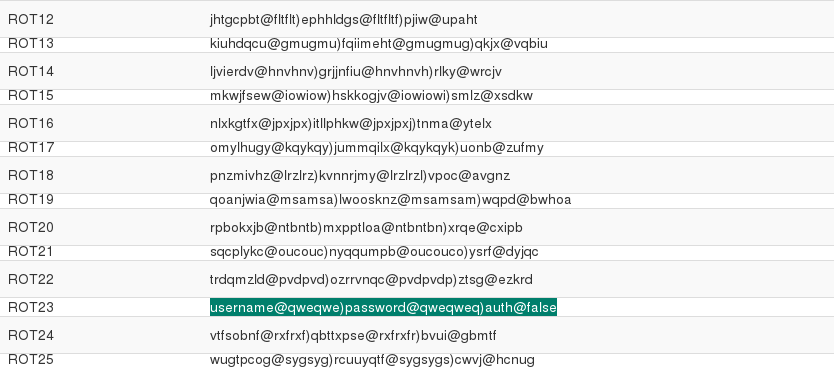 ROT12 jhtgcpbt@fltflt)ephhldgs@fltfltf)pjiw@upaht
ROT13 kiuhdqcu@gmugmu)fqiimeht@gmugmug)qkjx@vqbiu
ROT14 ljvierdv@hnvhnv)grjjnfiu@hnvhnvh)rlky@wrcjv
ROT15 mkwjfsew@iowiow)hskkogjv@iowiowi)smlz@xsdkw
ROT16 nlxkgtfx@jpxjpx)itllphkw@jpxjpxj)tnma@ytelx
ROT17 omylhugy@kqykqy)jummqilx@kqykqyk)uonb@zufmy
ROT18 pnzmivhz@lrzlrz)kvnnrjmy@lrzlrzl)vpoc@avgnz
ROT19 qoanjwia@msamsa)lwoosknz@msamsam)wqpd@bwhoa
ROT20 rpbokxjb@ntbntb)mxpptloa@ntbntbn)xrqe@cxipb
ROT21 sqcplykc@oucouc)nyqqumpb@oucouco)ysrf@dyjqc
ROT22 trdqmzld@pvdpvd)ozrrvnqc@pvdpvdp)ztsg@ezkrd
ROT23 username@qweqwe)password@qweqweq)auth@false
ROT24 vtfsobnf@rxfrxf)qbttxpse@rxfrxfr)bvui@gbmtf
ROT25 wugtpcog@sygsyg)rcuuyqtf@sygsygs)cwvj@hcnug